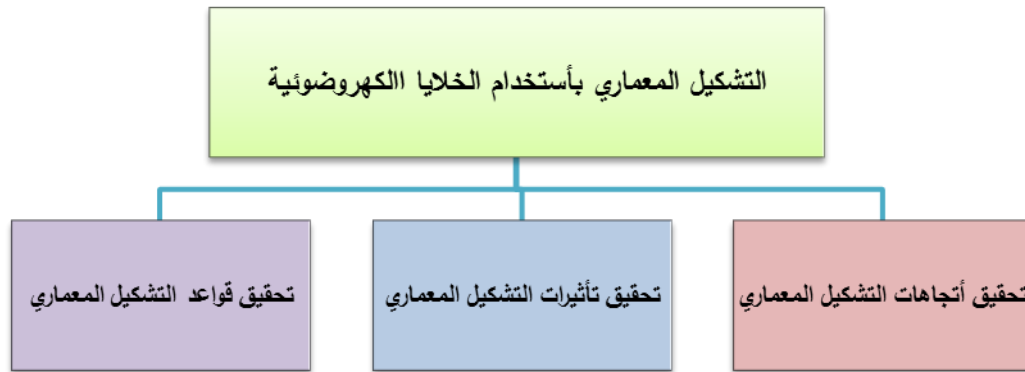 التشكيل المعماري بأستخدام الخلايا االكهروضوئية
تحقيق أتجاهات التشكيل المعماري
تحقيق تأثيرات التشكيل المعماري
تحقيق قواعد التشكيل المعماري